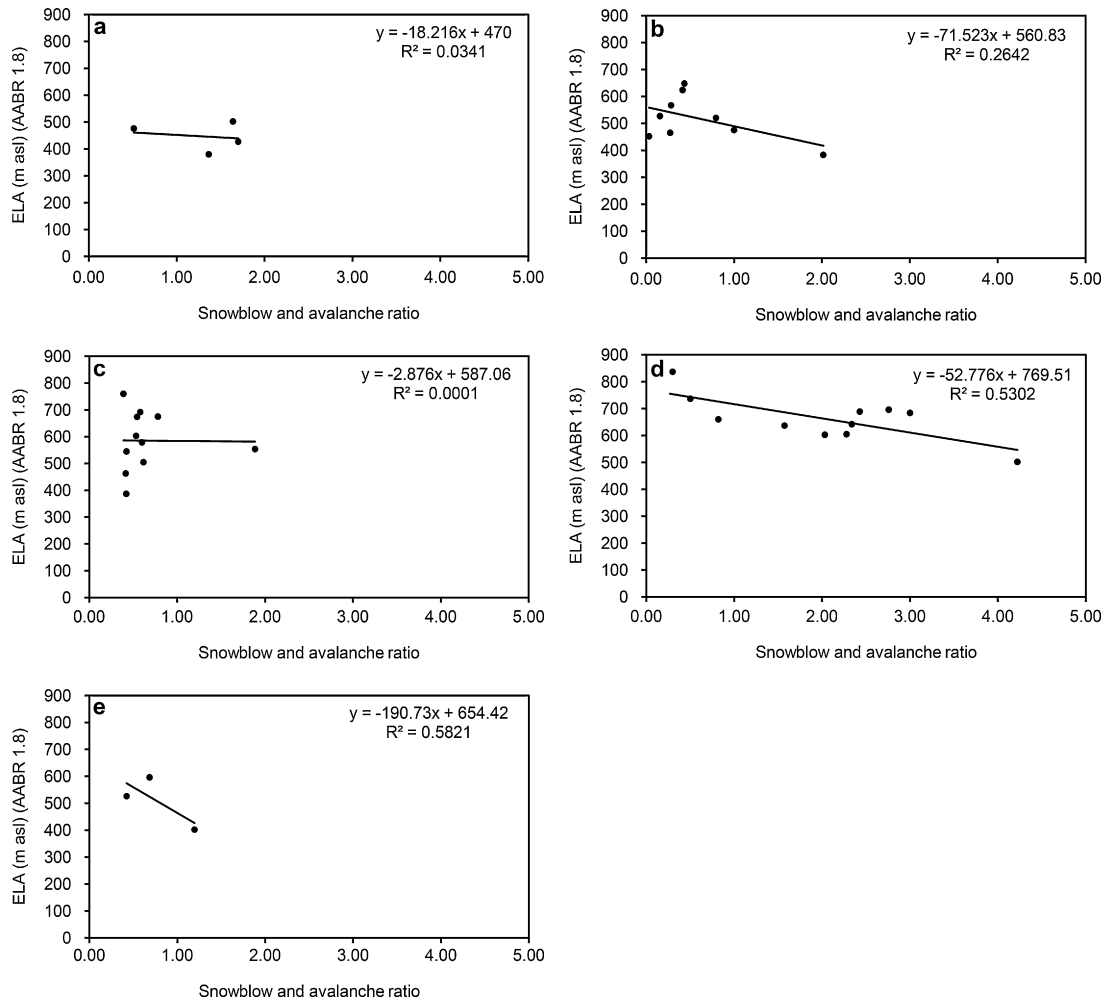 a
y = -18.216x + 470
R² = 0.0341
ELA (m asl) (AABR 1.8)
900
800
700
600
500
400
300
200
100
0
0.00 1.00 2.00 3.00 4.00 5.00
Snowblow and avalanche ratio
b
y = -71.523x + 560.83
R² = 0.2642
ELA (m asl) (AABR 1.8)
900
800
700
600
500
400
300
200
100
0
0.00 1.00 2.00 3.00 4.00 5.00
Snowblow and avalanche ratio
c
y = -2.876x + 587.06
R² = 0.0001
ELA (m asl) (AABR 1.8)
900
800
700
600
500
400
300
200
100
0
0.00 1.00 2.00 3.00 4.00 5.00
Snowblow and avalanche ratio
d
y = -52.776x + 769.51
R² = 0.5302
ELA (m asl) (AABR 1.8)
900
800
700
600
500
400
300
200
100
0
0.00 1.00 2.00 3.00 4.00 5.00
Snowblow and avalanche ratio
e
y = -190.73x + 654.42
R² = 0.5821
ELA (m asl) (AABR 1.8)
900
800
700
600
500
400
300
200
100
0
0.00 1.00 2.00 3.00 4.00 5.00
Snowblow and avalanche ratio